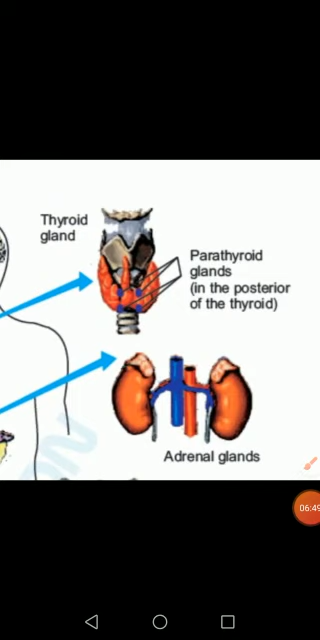 Thyroid
gland
Parathyroid
glands
(in the posterior
of the thyroid)
Adrenal glands
06:49